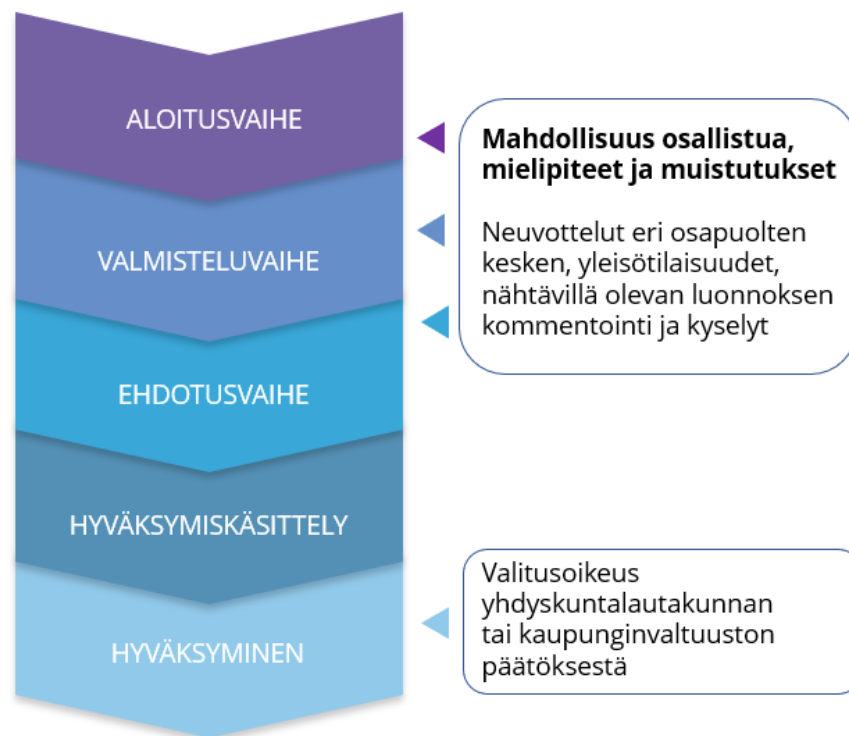 ALOITUSVAIHE
Mahdollisuus osallistua,
mielipiteet ja muistutukset
VALMISTELUVAIHE
Neuvottelut eri osapuolten
kesken, yleisötilaisuudet,
nähtävillä olevan luonnoksen
kommentointi ja kyselyt
EHDOTUSVAIHE
HYVÄKSYMISKÄSITTELY
HYVÄKSYMINEN
Valitusoikeus
yhdyskuntalautakunnan
tai kaupunginvaltuuston
päätöksestä